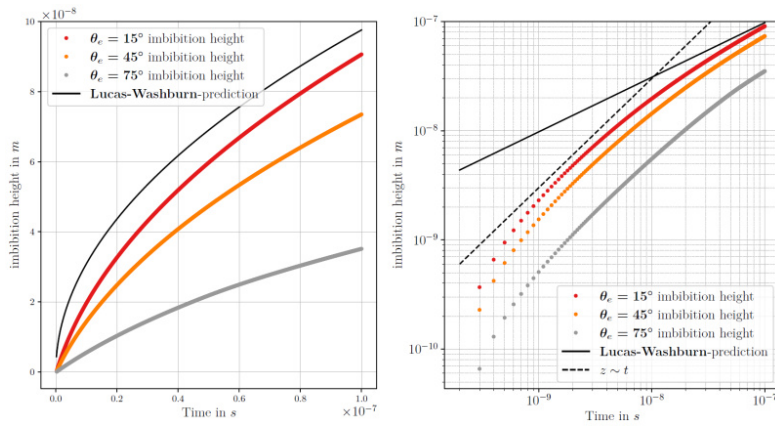 ×10⁻⁸
10
8
6
4
2
0
imbibition height in m
θₑ = 15° imbibition height
θₑ = 45° imbibition height
θₑ = 75° imbibition height
Lucas-Washburn-prediction
0.0
0.2
0.4
0.6
0.8
1.0
Time in s
×10⁻⁷
10⁻⁷
10⁻⁸
10⁻⁹
10⁻¹⁰
imbibition height in m
θₑ = 15° imbibition height
θₑ = 45° imbibition height
θₑ = 75° imbibition height
Lucas-Washburn-prediction
z ∼ t
10⁻⁹
10⁻⁸
10⁻⁷
Time in s